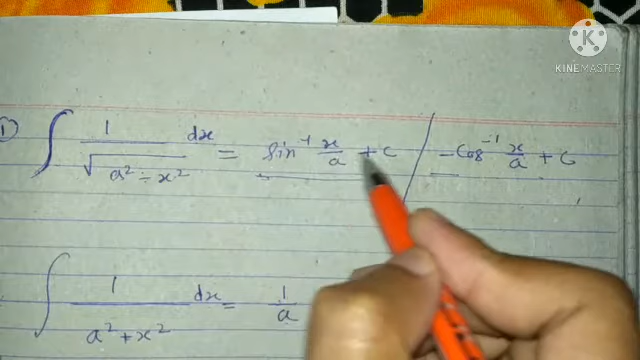 K
KINEMASTER
① ∫ 1/√(a² - x²) dx = sin⁻¹ x/a + c / -cos⁻¹ x/a + c
∫ 1/(a² + x²) dx = 1/a